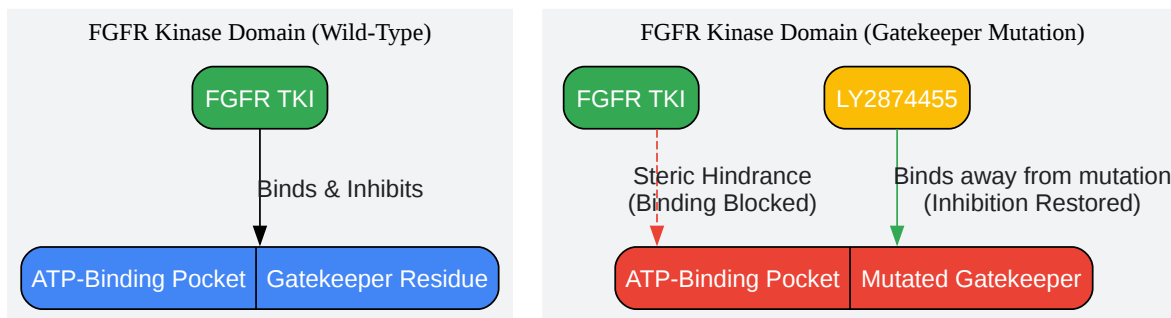 FGFR Kinase Domain (Wild-Type)
FGFR TKI
Binds & Inhibits
ATP-Binding Pocket
Gatekeeper Residue
FGFR Kinase Domain (Gatekeeper Mutation)
FGFR TKI
LY2874455
Steric Hindrance
(Binding Blocked)
Binds away from mutation
(Inhibition Restored)
ATP-Binding Pocket
Mutated Gatekeeper